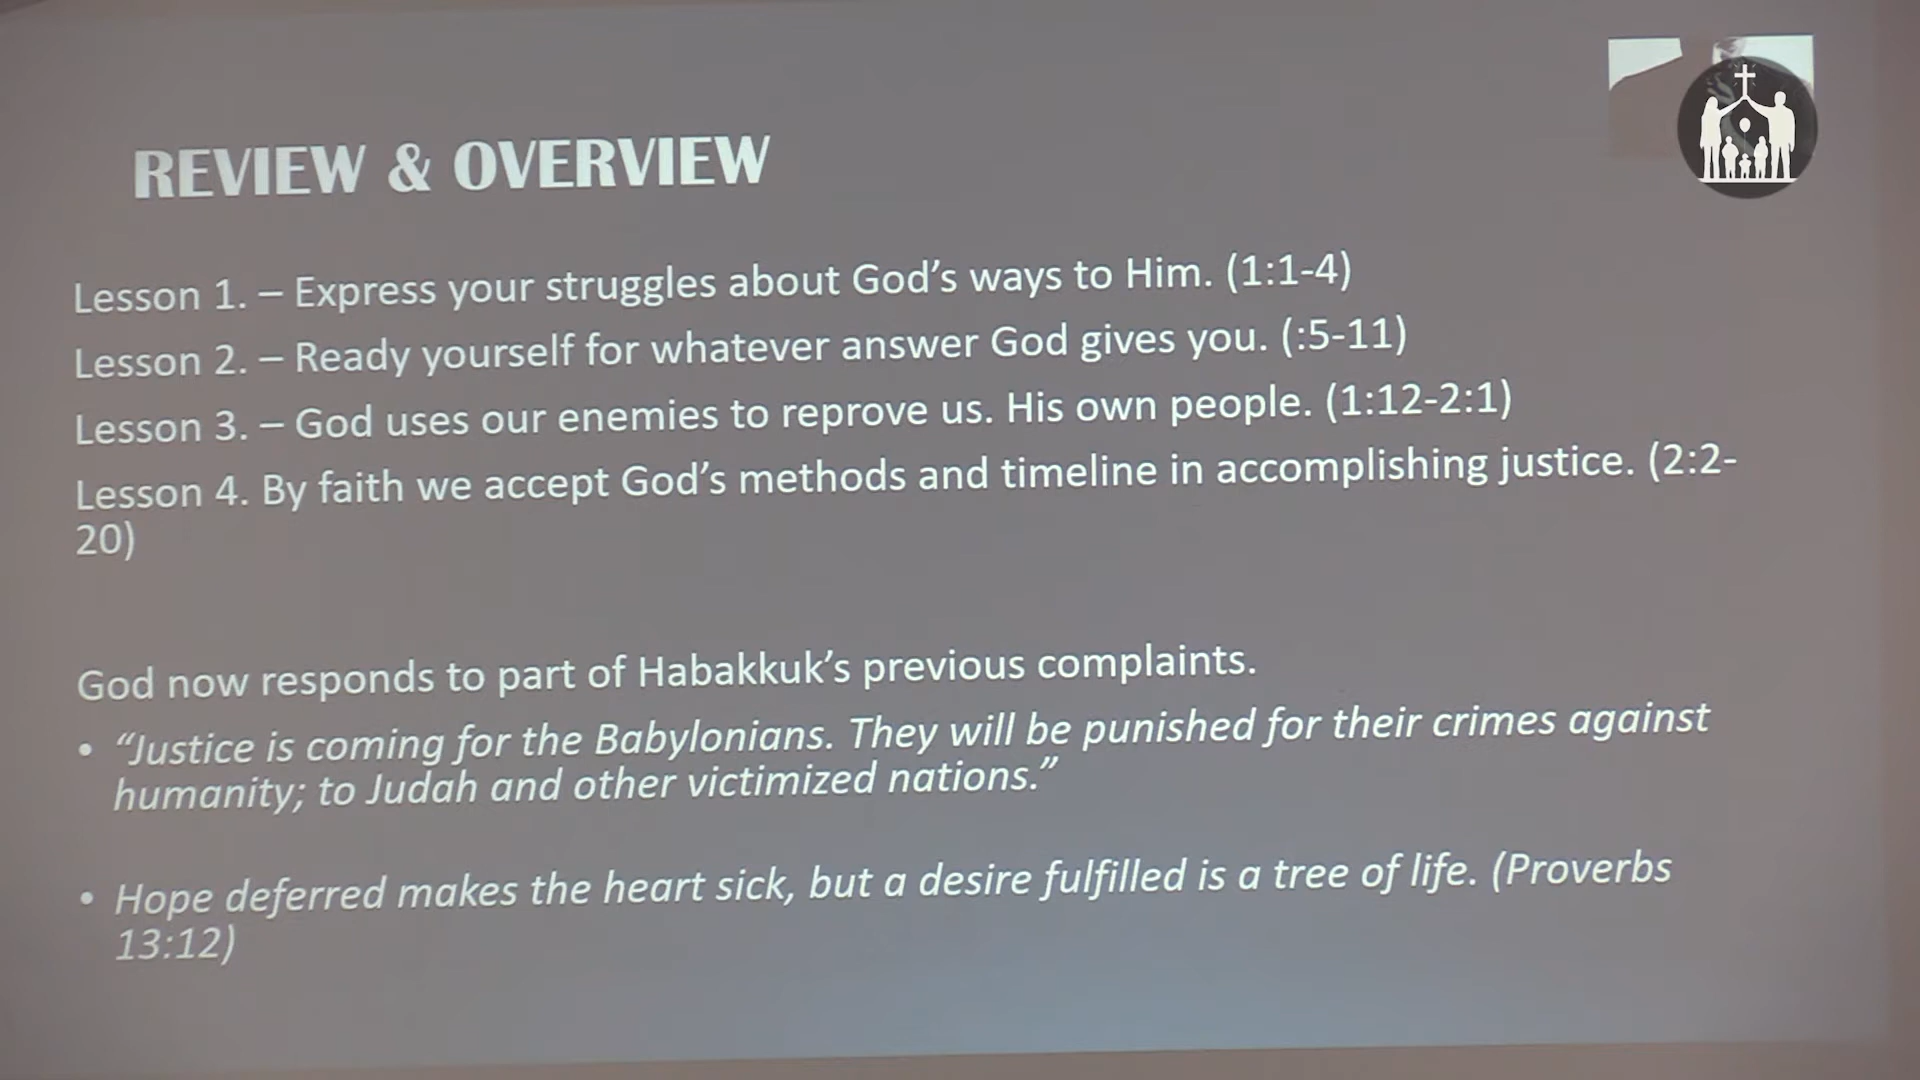 REVIEW & OVERVIEW
Lesson 1. – Express your struggles about God’s ways to Him. (1:1-4)
Lesson 2. – Ready yourself for whatever answer God gives you. (:5-11)
Lesson 3. – God uses our enemies to reprove us. His own people. (1:12-2:1)
Lesson 4. By faith we accept God’s methods and timeline in accomplishing justice. (2:2-
20)
God now responds to part of Habakkuk’s previous complaints.
• “Justice is coming for the Babylonians. They will be punished for their crimes against
humanity; to Judah and other victimized nations.”
• Hope deferred makes the heart sick, but a desire fulfilled is a tree of life. (Proverbs
13:12)